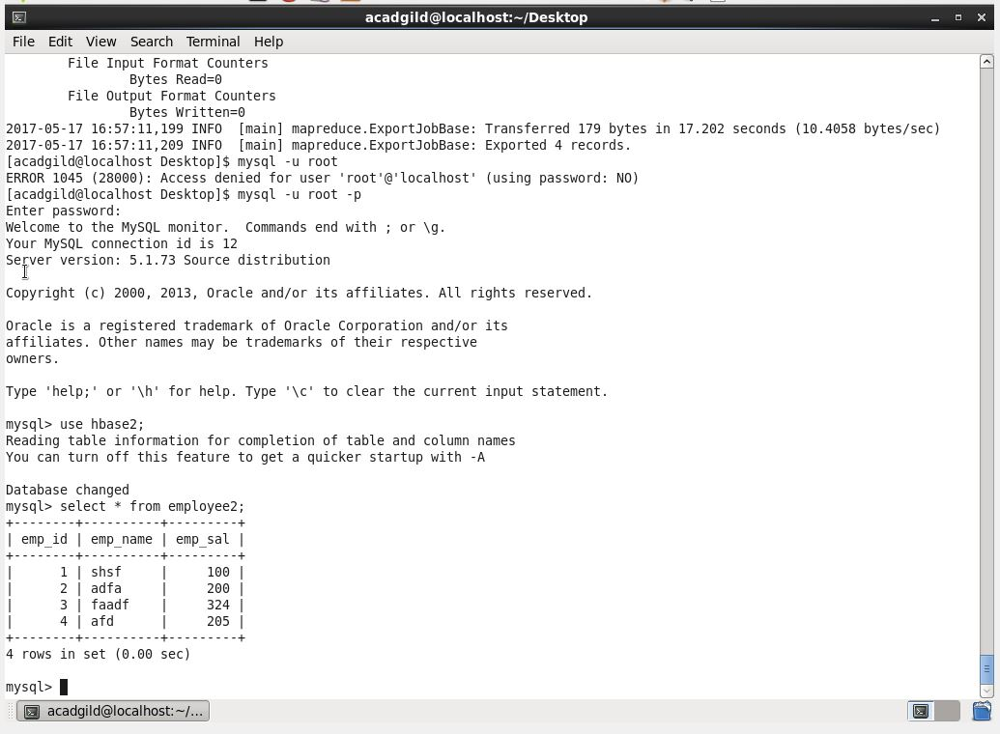 acadgild@localhost:~/Desktop
File Edit View Search Terminal Help
        File Input Format Counters
                Bytes Read=0
        File Output Format Counters
                Bytes Written=0
2017-05-17 16:57:11,199 INFO  [main] mapreduce.ExportJobBase: Transferred 179 bytes in 17.202 seconds (10.4058 bytes/sec)
2017-05-17 16:57:11,209 INFO  [main] mapreduce.ExportJobBase: Exported 4 records.
[acadgild@localhost Desktop]$ mysql -u root
ERROR 1045 (28000): Access denied for user 'root'@'localhost' (using password: NO)
[acadgild@localhost Desktop]$ mysql -u root -p
Enter password:
Welcome to the MySQL monitor.  Commands end with ; or \g.
Your MySQL connection id is 12
Server version: 5.1.73 Source distribution

Copyright (c) 2000, 2013, Oracle and/or its affiliates. All rights reserved.

Oracle is a registered trademark of Oracle Corporation and/or its
affiliates. Other names may be trademarks of their respective
owners.

Type 'help;' or '\h' for help. Type '\c' to clear the current input statement.

mysql> use hbase2;
Reading table information for completion of table and column names
You can turn off this feature to get a quicker startup with -A

Database changed
mysql> select * from employee2;
+--------+----------+---------+
| emp_id | emp_name | emp_sal |
+--------+----------+---------+
|      1 | shsf     |     100 |
|      2 | adfa     |     200 |
|      3 | faadf    |     324 |
|      4 | afd      |     205 |
+--------+----------+---------+
4 rows in set (0.00 sec)

mysql>
acadgild@localhost:~/...